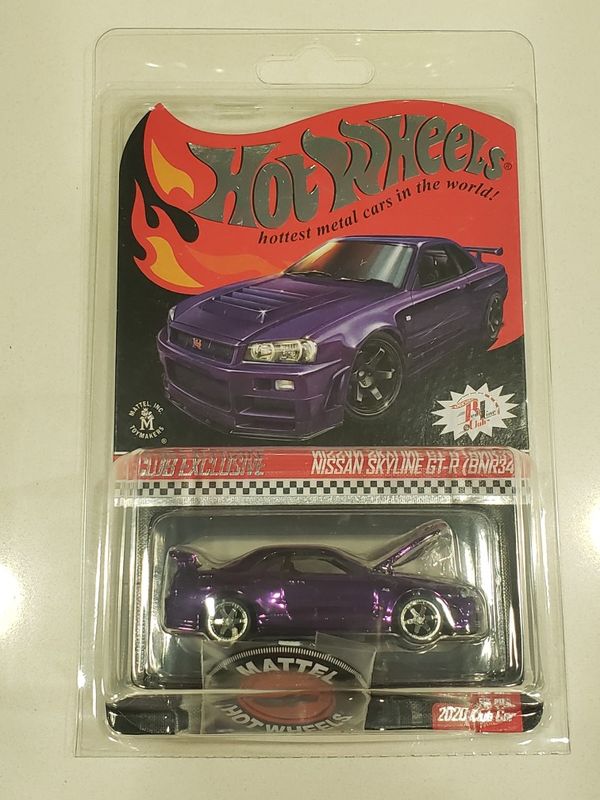 Hot Wheels®
hottest metal cars in the world!
MATTEL, INC.
M
TOYMAKERS ®
Club
CLUB EXCLUSIVE
NISSAN SKYLINE GT-R (BNR34
MATTEL
HOT WHEELS
2020 Club Car